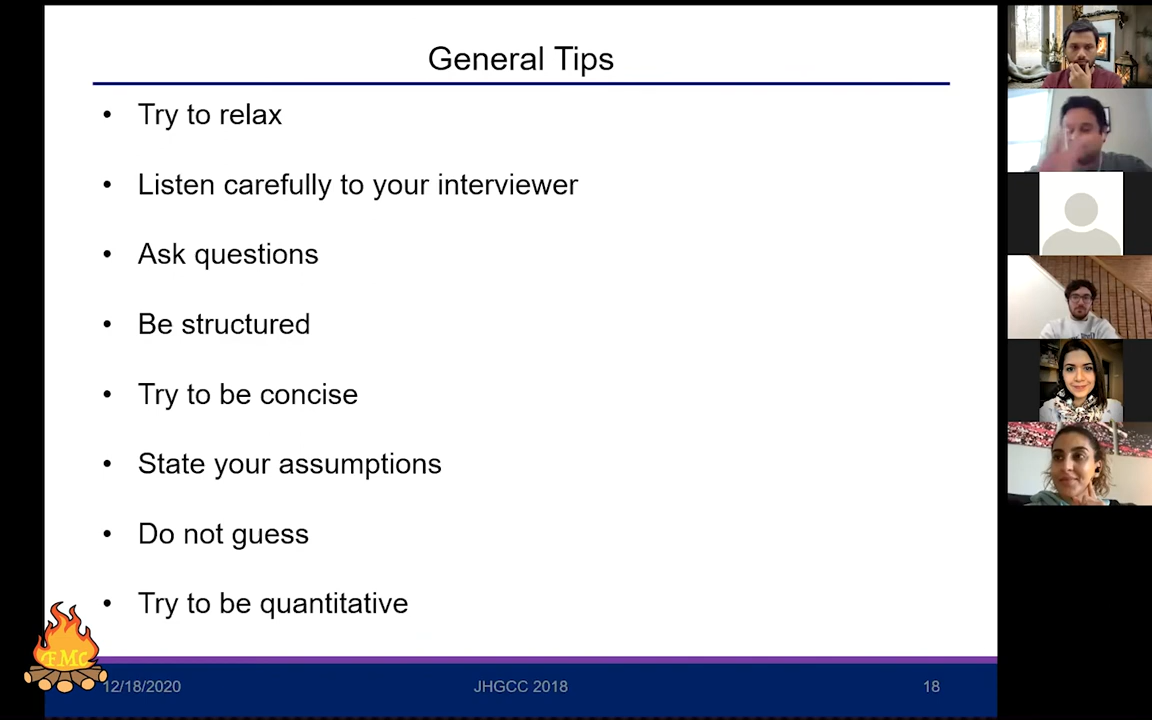 General Tips
• Try to relax
• Listen carefully to your interviewer
• Ask questions
• Be structured
• Try to be concise
• State your assumptions
• Do not guess
• Try to be quantitative
FMC
12/18/2020 JHGCC 2018 18